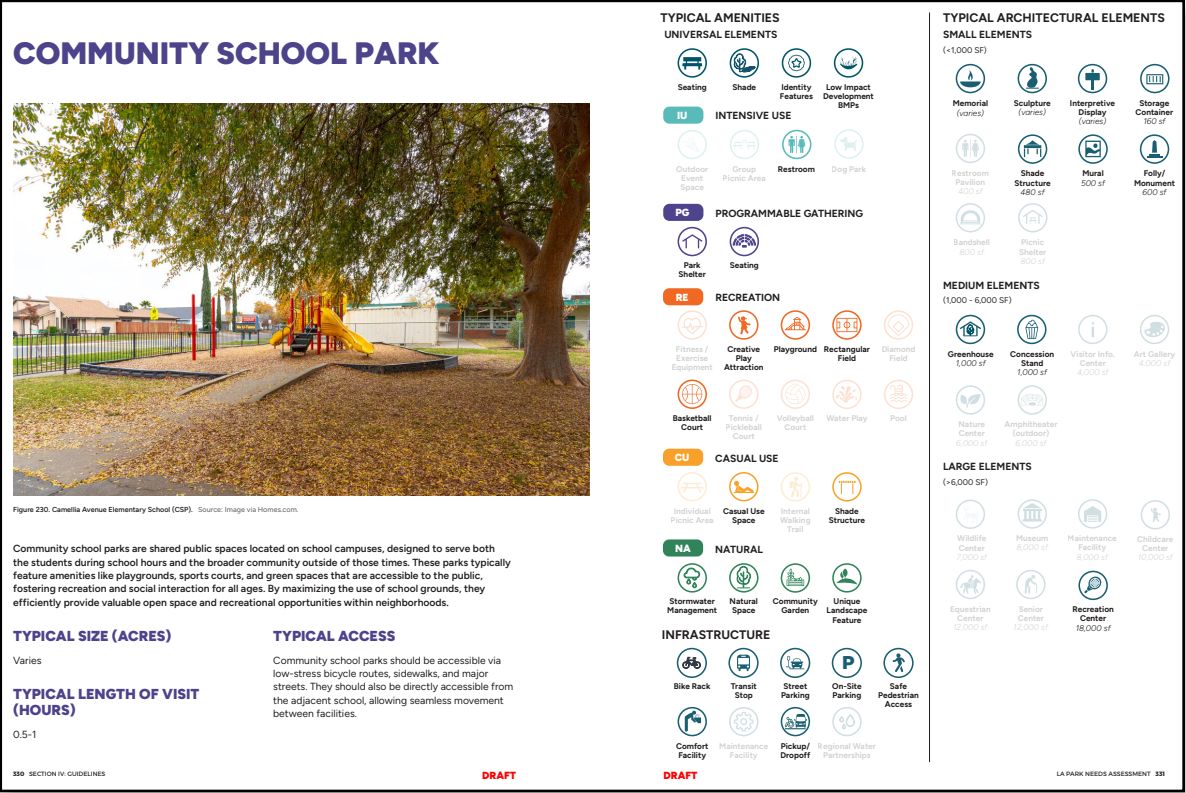 COMMUNITY SCHOOL PARK
Figure 230. Camellia Avenue Elementary School (CSP). Source: Image via Homes.com.
Community school parks are shared public spaces located on school campuses, designed to serve both
the students during school hours and the broader community outside of those times. These parks typically
feature amenities like playgrounds, sports courts, and green spaces that are accessible to the public,
fostering recreation and social interaction for all ages. By maximizing the use of school grounds, they
efficiently provide valuable open space and recreational opportunities within neighborhoods.
TYPICAL SIZE (ACRES)
Varies
TYPICAL LENGTH OF VISIT
(HOURS)
0.5-1
TYPICAL ACCESS
Community school parks should be accessible via
low-stress bicycle routes, sidewalks, and major
streets. They should also be directly accessible from
the adjacent school, allowing seamless movement
between facilities.
330 SECTION IV: GUIDELINES
DRAFT
TYPICAL AMENITIES
UNIVERSAL ELEMENTS
Seating
Shade
Identity
Features
Low Impact
Development
BMPs
IU INTENSIVE USE
Outdoor
Event
Space
Group
Picnic Area
Restroom
Dog Park
PG PROGRAMMABLE GATHERING
Park
Shelter
Seating
RE RECREATION
Fitness /
Exercise
Equipment
Creative
Play
Attraction
Playground
Rectangular
Field
Diamond
Field
Basketball
Court
Tennis /
Pickleball
Court
Volleyball
Court
Water Play
Pool
CU CASUAL USE
Individual
Picnic Area
Casual Use
Space
Internal
Walking
Trail
Shade
Structure
NA NATURAL
Stormwater
Management
Natural
Space
Community
Garden
Unique
Landscape
Feature
INFRASTRUCTURE
Bike Rack
Transit
Stop
Street
Parking
P
On-Site
Parking
Safe
Pedestrian
Access
Comfort
Facility
Maintenance
Facility
Pickup/
Dropoff
Regional Water
Partnerships
DRAFT
TYPICAL ARCHITECTURAL ELEMENTS
SMALL ELEMENTS
(<1,000 SF)
Memorial
(varies)
Sculpture
(varies)
Interpretive
Display
(varies)
Storage
Container
160 sf
Restroom
Pavilion
400 sf
Shade
Structure
480 sf
Mural
500 sf
Folly/
Monument
600 sf
Bandshell
800 sf
Picnic
Shelter
800 sf
MEDIUM ELEMENTS
(1,000 - 6,000 SF)
Greenhouse
1,000 sf
Concession
Stand
1,000 sf
Visitor Info.
Center
4,000 sf
Art Gallery
4,000 sf
Nature
Center
6,000 sf
Amphitheater
(outdoor)
6,000 sf
LARGE ELEMENTS
(>6,000 SF)
Wildlife
Center
7,000 sf
Museum
8,000 sf
Maintenance
Facility
8,000 sf
Childcare
Center
10,000 sf
Equestrian
Center
12,000 sf
Senior
Center
12,000 sf
Recreation
Center
18,000 sf
LA PARK NEEDS ASSESSMENT 331